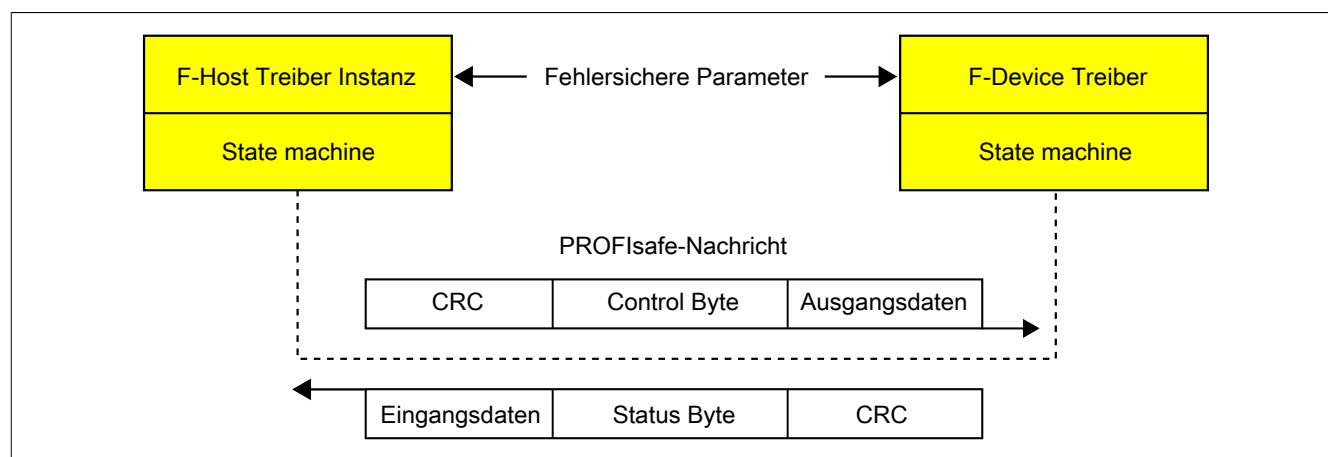 F-Host Treiber Instanz
Fehlersichere Parameter
F-Device Treiber
State machine
State machine
PROFIsafe-Nachricht
CRC
Control Byte
Ausgangsdaten
Eingangsdaten
Status Byte
CRC